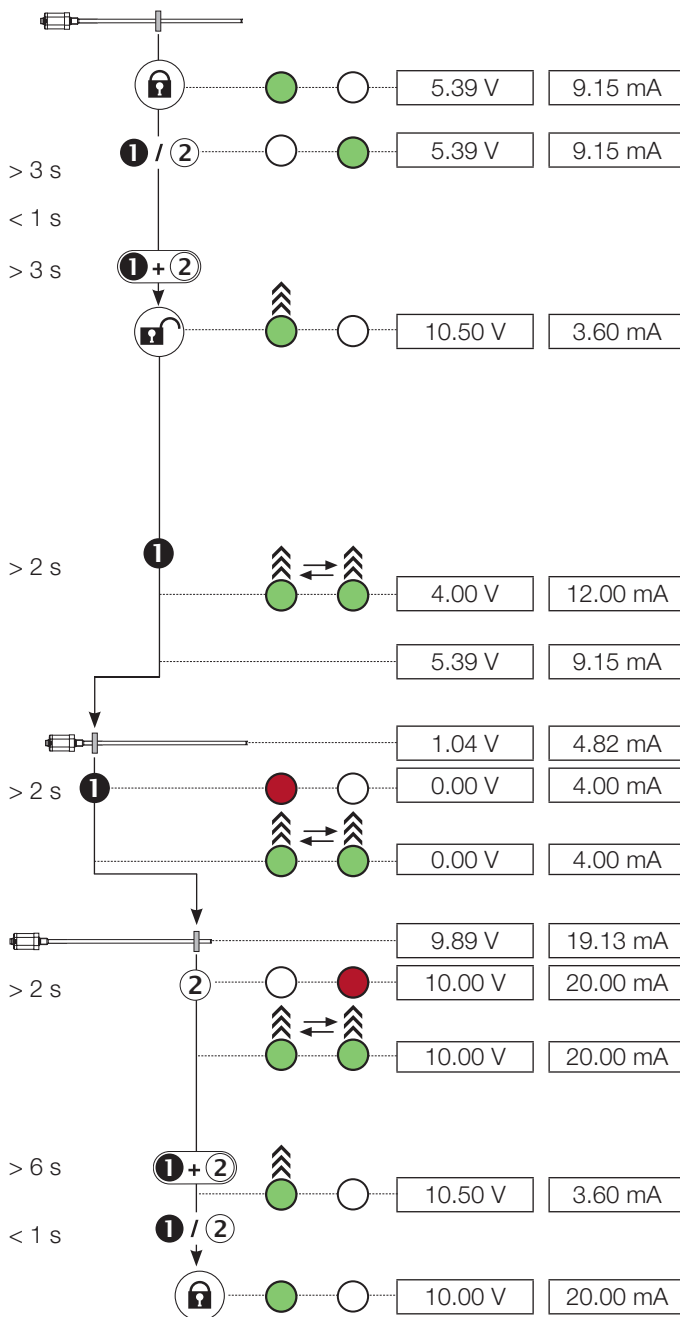 5.39 V 9.15 mA
> 3 s 1 / 2 5.39 V 9.15 mA
< 1 s
> 3 s 1 + 2
10.50 V 3.60 mA
> 2 s 1
4.00 V 12.00 mA
5.39 V 9.15 mA
1.04 V 4.82 mA
> 2 s 1 0.00 V 4.00 mA
0.00 V 4.00 mA
9.89 V 19.13 mA
> 2 s 2 10.00 V 20.00 mA
10.00 V 20.00 mA
> 6 s 1 + 2
10.50 V 3.60 mA
< 1 s 1 / 2
10.00 V 20.00 mA